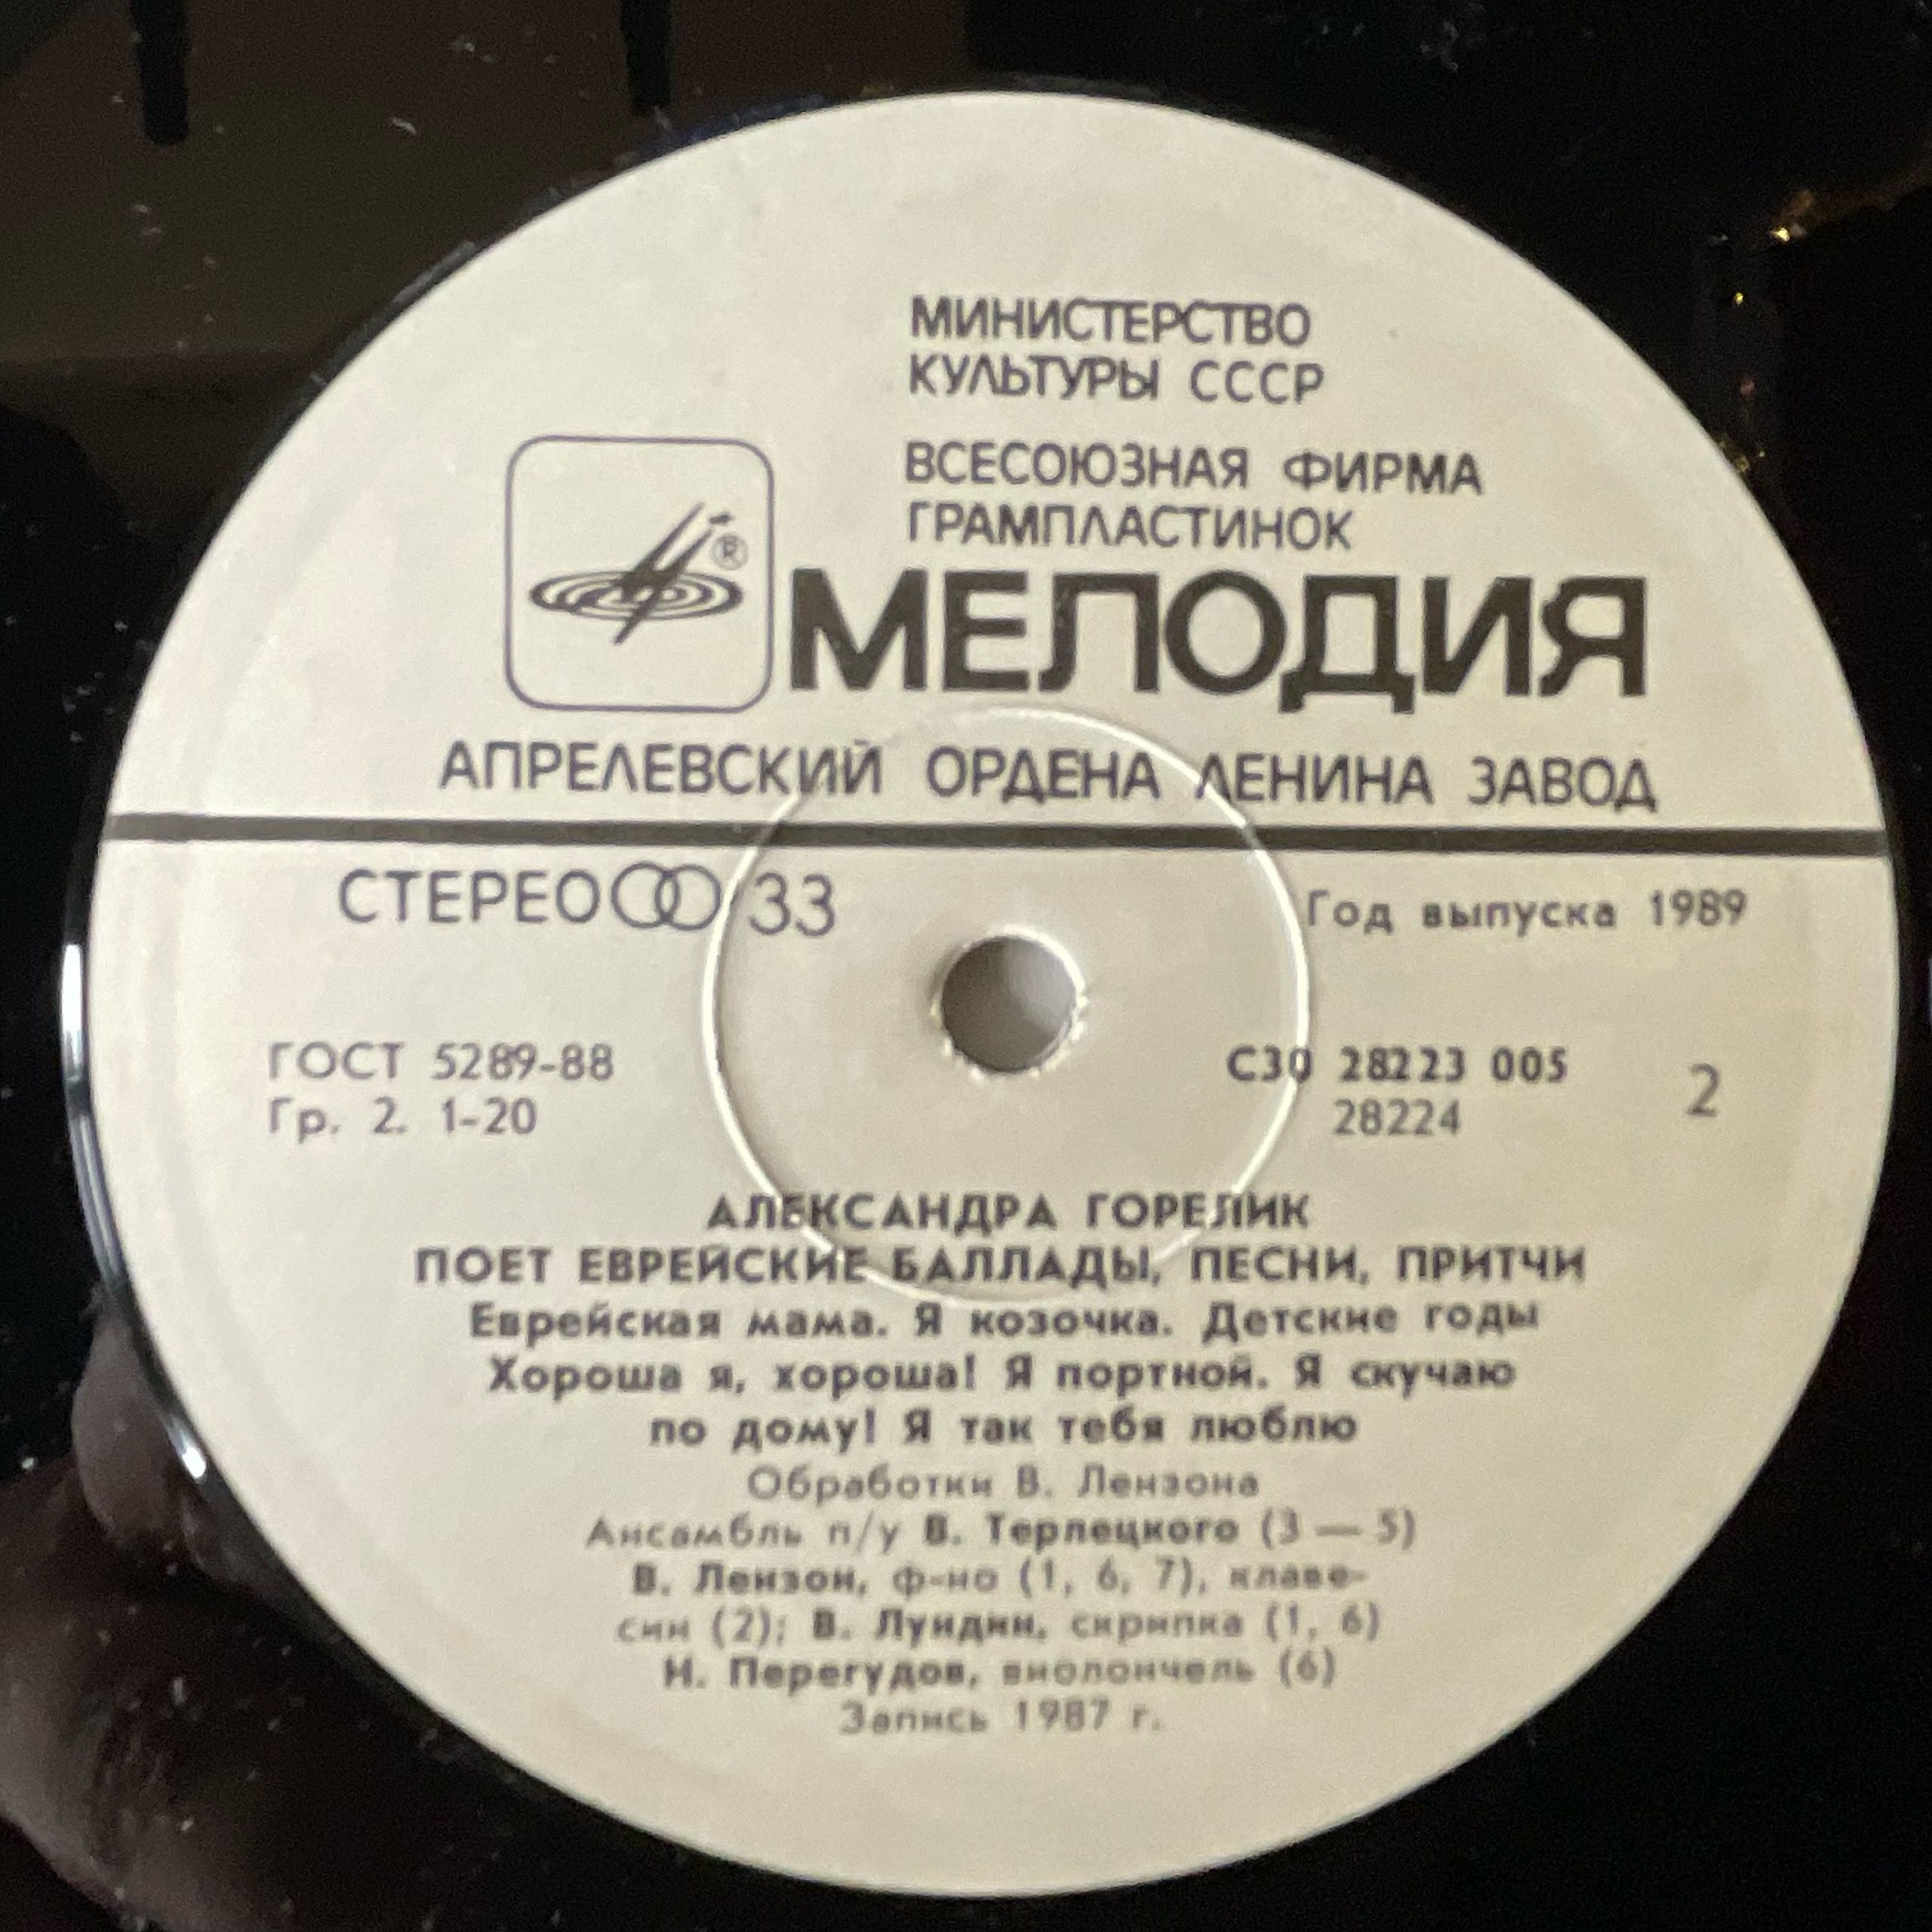 МИНИСТЕРСТВО
КУЛЬТУРЫ СССР
ВСЕСОЮЗНАЯ ФИРМА
ГРАМПЛАСТИНОК
®
МЕЛОДИЯ
АПРЕЛЕВСКИЙ ОРДЕНА ЛЕНИНА ЗАВОД
СТЕРЕО 33
Год выпуска 1989
ГОСТ 5289-88
Гр. 2. 1-20
С30 28223 005
28224
2
АЛЕКСАНДРА ГОРЕЛИК
ПОЕТ ЕВРЕЙСКИЕ БАЛЛАДЫ, ПЕСНИ, ПРИТЧИ
Еврейская мама. Я козочка. Детские годы
Хороша я, хороша! Я портной. Я скучаю
по дому! Я так тебя люблю
Обработки В. Лензона
Ансамбль п/у В. Терлецкого (3 — 5)
В. Лензон, ф-но (1, 6, 7), клаве-
син (2); В. Лундин, скрипка (1, 6)
Н. Перегудов, виолончель (6)
Запись 1987 г.